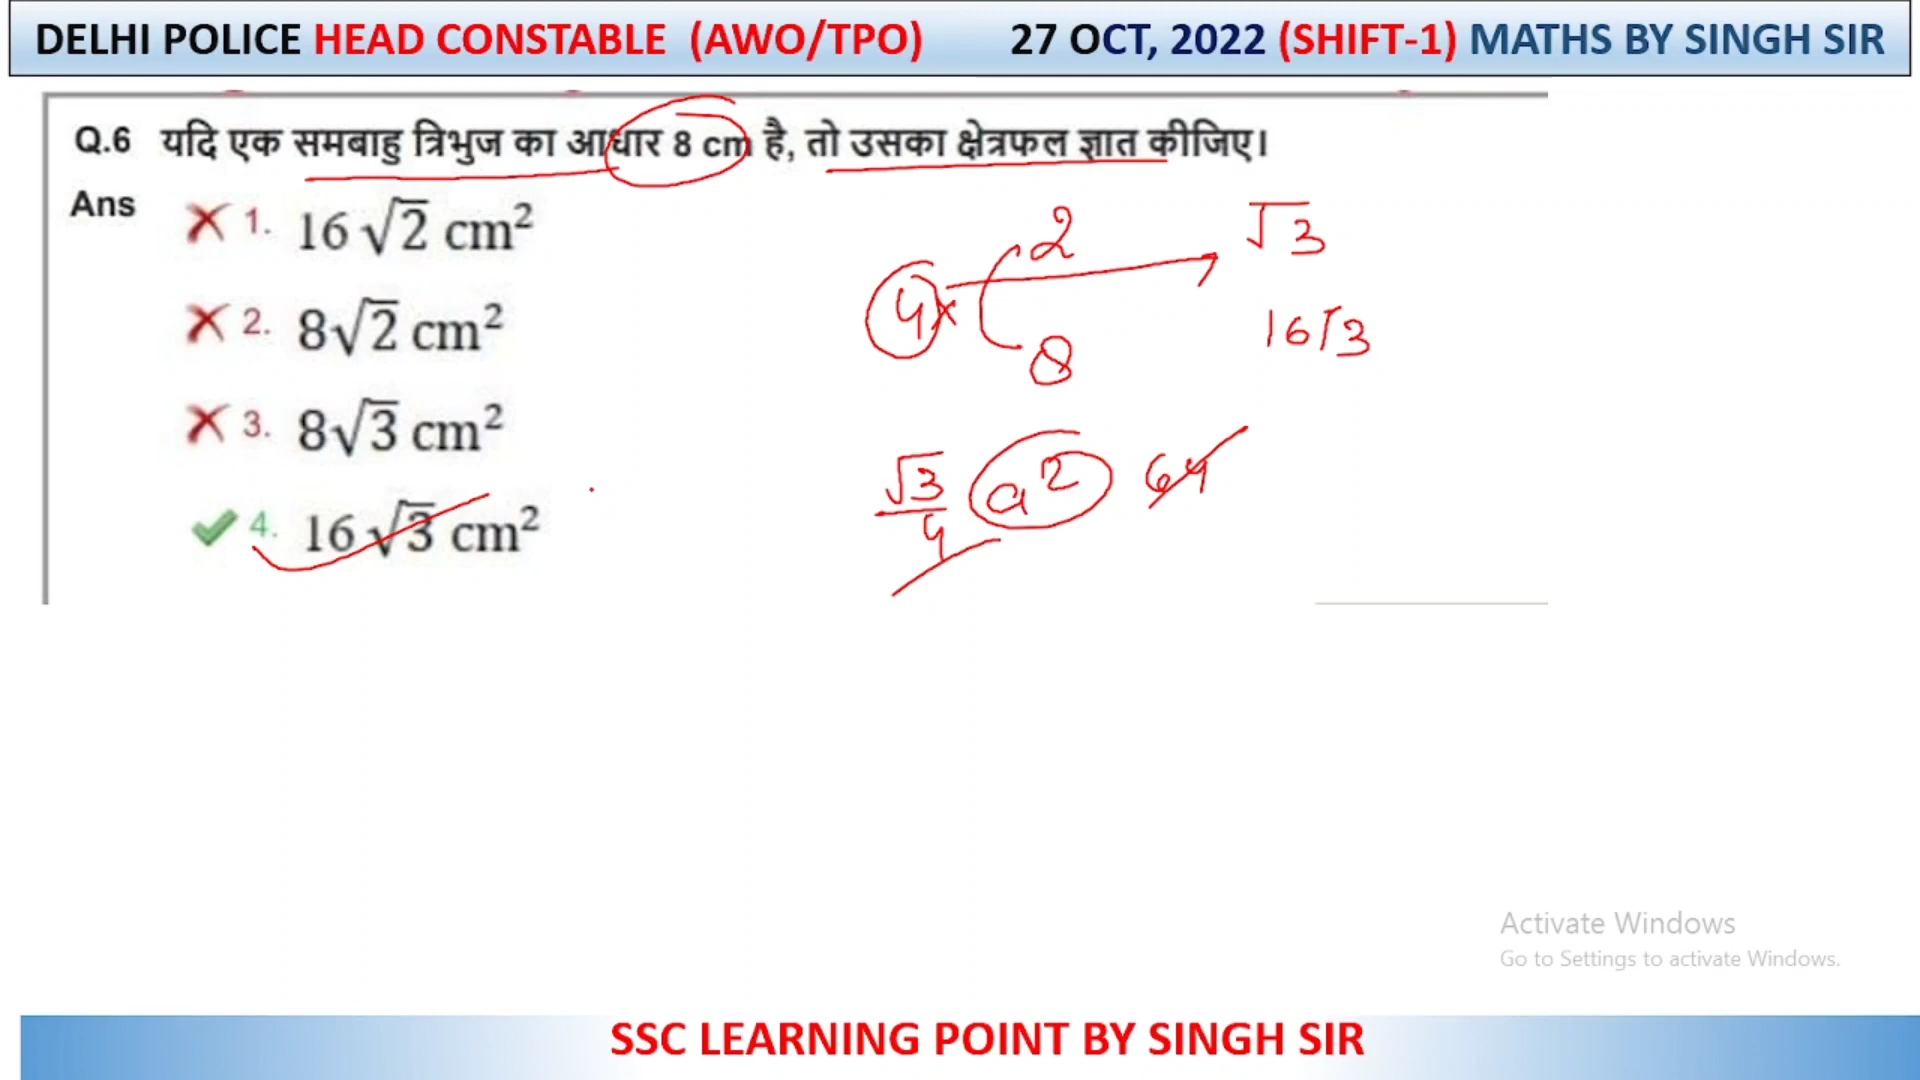 DELHI POLICE HEAD CONSTABLE (AWO/TPO) 27 OCT, 2022 (SHIFT-1) MATHS BY SINGH SIR
Q.6 यदि एक समबाहु त्रिभुज का आधार 8 cm है, तो उसका क्षेत्रफल ज्ञात कीजिए।
Ans
1. 16 √2 cm²
2. 8√2 cm²
3. 8√3 cm²
4. 16 √3 cm²
2 √3
4×
16√3
8
√3/4 a² 64
Activate Windows
Go to Settings to activate Windows.
SSC LEARNING POINT BY SINGH SIR